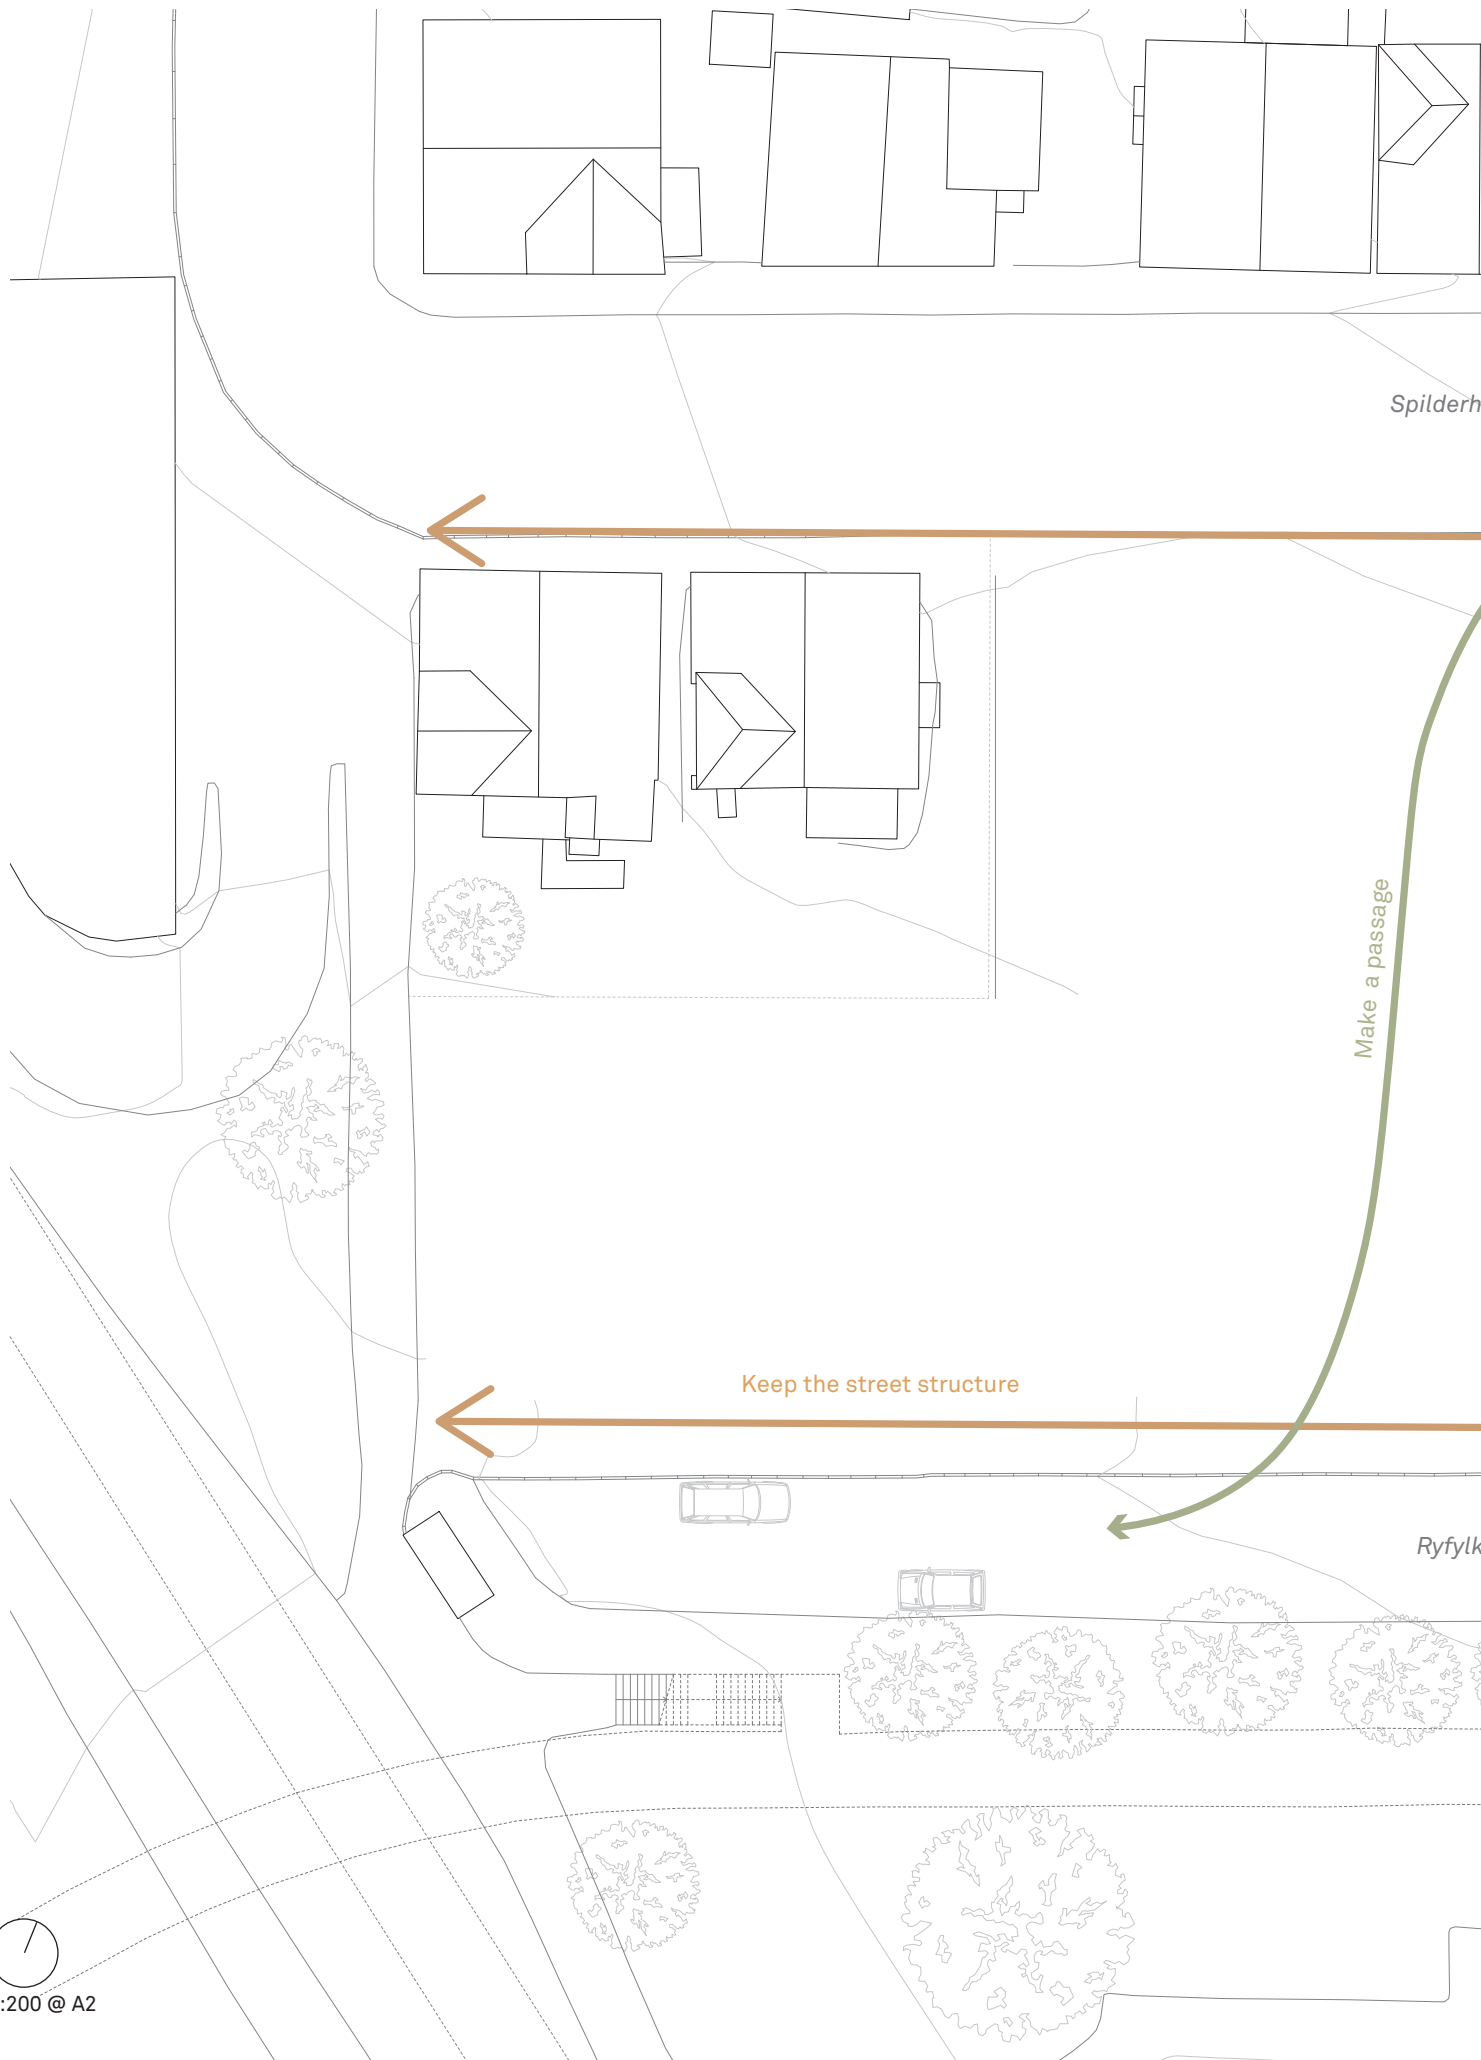 Spilderh
Make a passage
Keep the street structure
Ryfylk
:200 @ A2